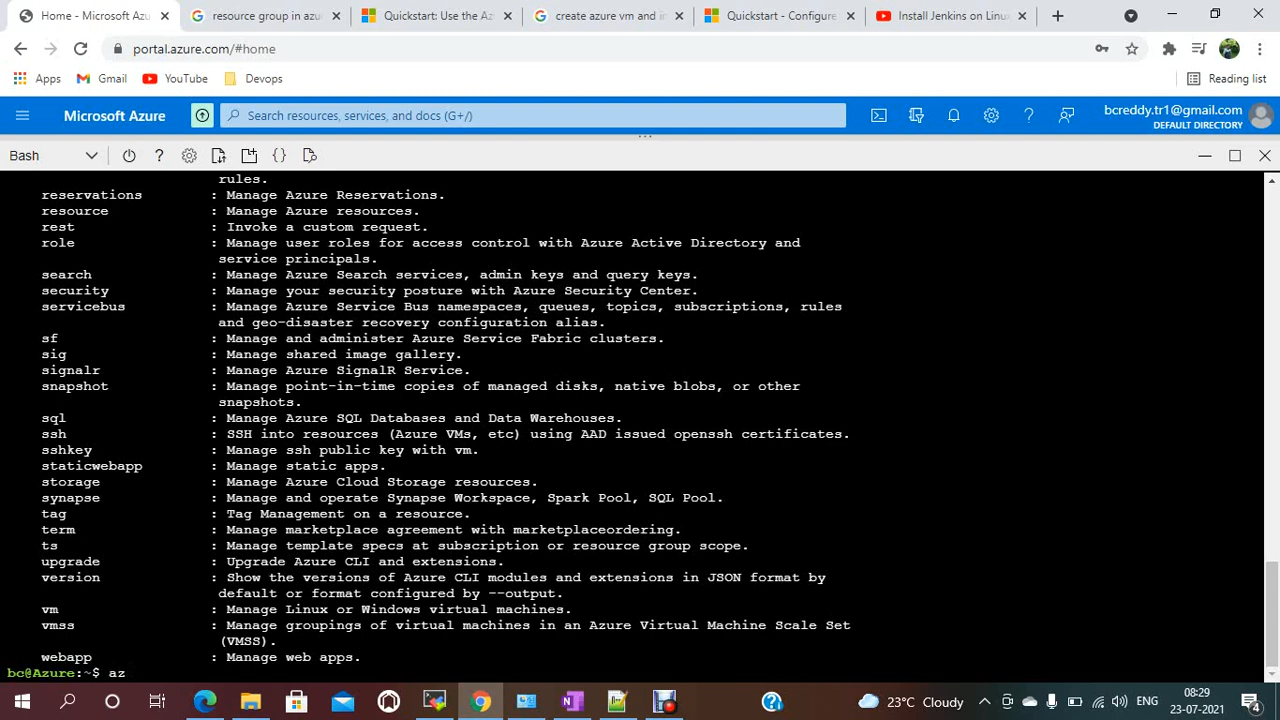 Home - Microsoft Azu
resource group in azu
Quickstart: Use the Az
create azure vm and in
Quickstart - Configure
Install Jenkins on Linux
portal.azure.com/#home
Apps
Gmail
YouTube
Devops
Reading list
Microsoft Azure
Search resources, services, and docs (G+/)
bcreddy.tr1@gmail.com
DEFAULT DIRECTORY
Bash
rules.
reservations : Manage Azure Reservations.
resource : Manage Azure resources.
rest : Invoke a custom request.
role : Manage user roles for access control with Azure Active Directory and
service principals.
search : Manage Azure Search services, admin keys and query keys.
security : Manage your security posture with Azure Security Center.
servicebus : Manage Azure Service Bus namespaces, queues, topics, subscriptions, rules
and geo-disaster recovery configuration alias.
sf : Manage and administer Azure Service Fabric clusters.
sig : Manage shared image gallery.
signalr : Manage Azure SignalR Service.
snapshot : Manage point-in-time copies of managed disks, native blobs, or other
snapshots.
sql : Manage Azure SQL Databases and Data Warehouses.
ssh : SSH into resources (Azure VMs, etc) using AAD issued openssh certificates.
sshkey : Manage ssh public key with vm.
staticwebapp : Manage static apps.
storage : Manage Azure Cloud Storage resources.
synapse : Manage and operate Synapse Workspace, Spark Pool, SQL Pool.
tag : Tag Management on a resource.
term : Manage marketplace agreement with marketplaceordering.
ts : Manage template specs at subscription or resource group scope.
upgrade : Upgrade Azure CLI and extensions.
version : Show the versions of Azure CLI modules and extensions in JSON format by
default or format configured by --output.
vm : Manage Linux or Windows virtual machines.
vmss : Manage groupings of virtual machines in an Azure Virtual Machine Scale Set
(VMSS).
webapp : Manage web apps.
bc@Azure:~$ az
23°C Cloudy
ENG
08:29
23-07-2021
4